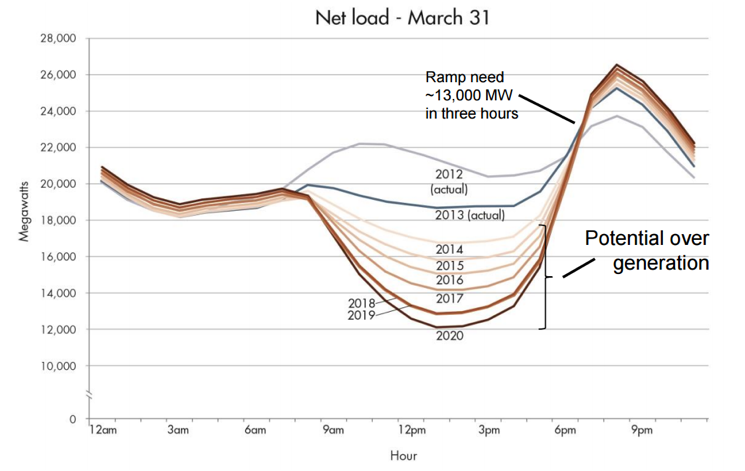 Net load - March 31
28,000
26,000
24,000
22,000
20,000
18,000
16,000
14,000
12,000
10,000
0
Megawatts
Ramp need
~13,000 MW
in three hours
2012
(actual)
2013 (actual)
2014
2015
2016
2017
2018
2019
2020
Potential over
generation
12am
3am
6am
9am
12pm
3pm
6pm
9pm
Hour